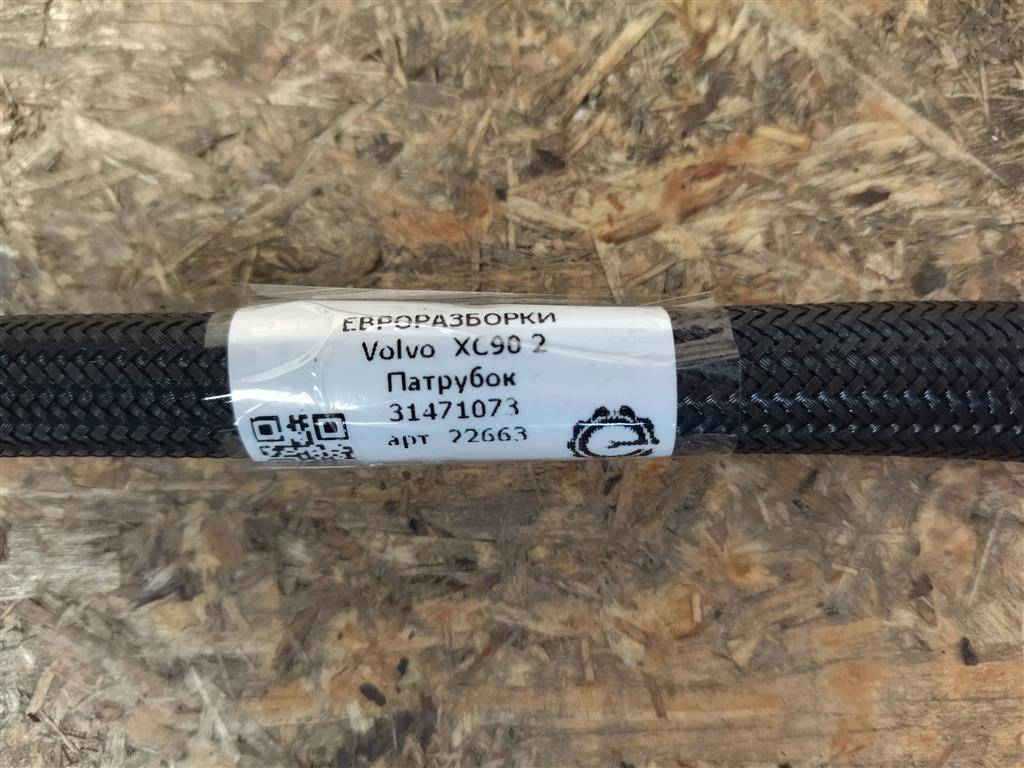 ЕВРОРАЗБОРКИ
Volvo XC90 2
Патрубок
31471073
арт 22663